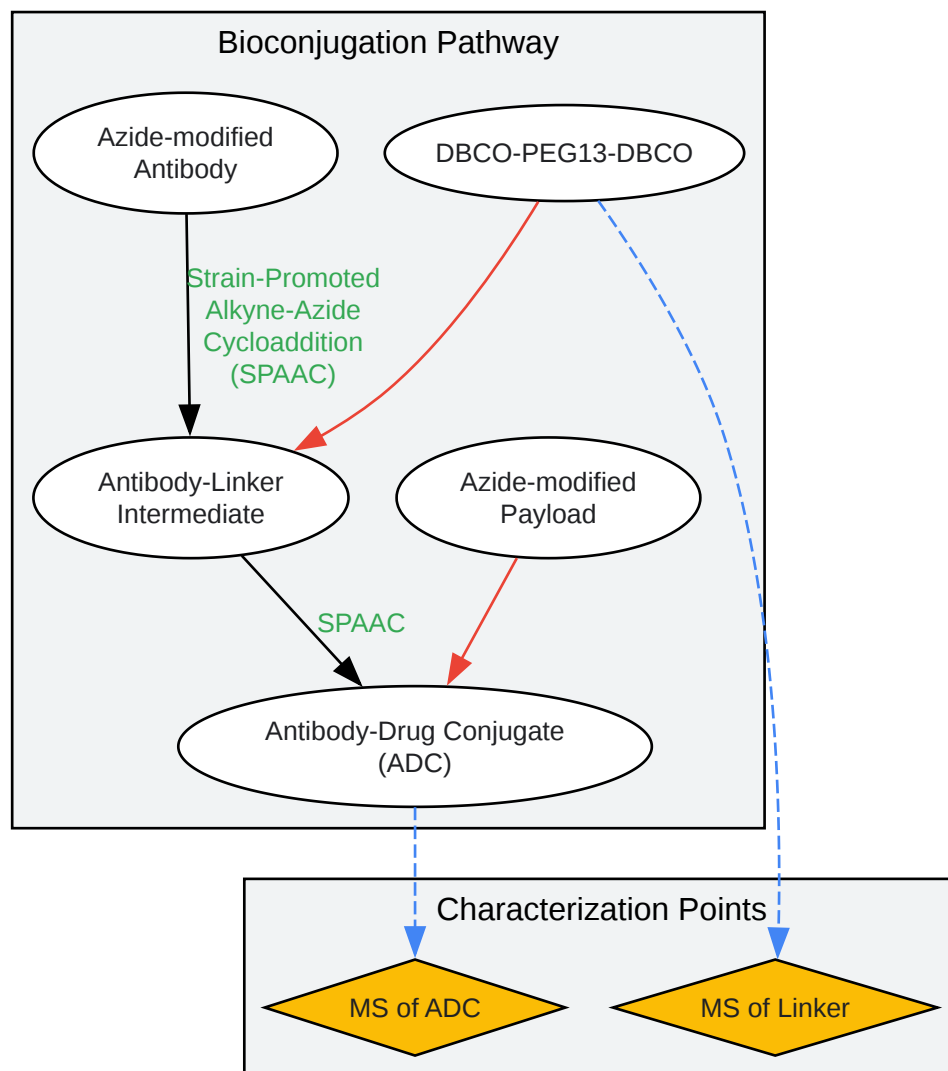 Bioconjugation Pathway
Azide-modified
Antibody
DBCO-PEG13-DBCO
Strain-Promoted
Alkyne-Azide
Cycloaddition
(SPAAC)
Antibody-Linker
Intermediate
Azide-modified
Payload
SPAAC
Antibody-Drug Conjugate
(ADC)
Characterization Points
MS of ADC
MS of Linker